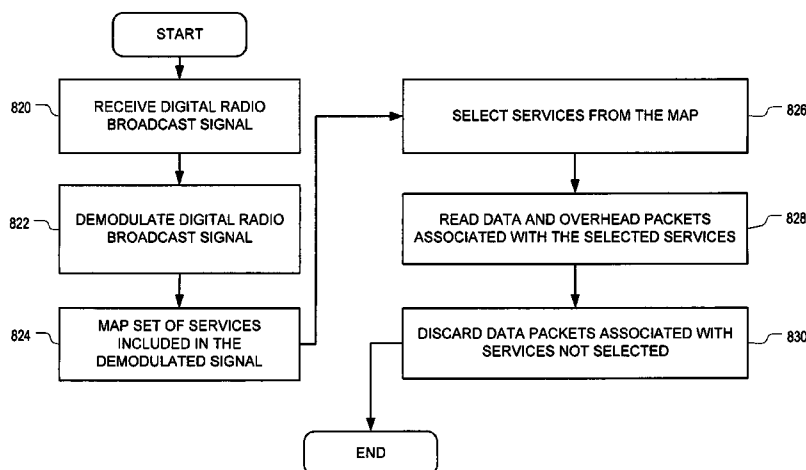 START
820
RECEIVE DIGITAL RADIO
BROADCAST SIGNAL
822
DEMODULATE DIGITAL RADIO
BROADCAST SIGNAL
824
MAP SET OF SERVICES
INCLUDED IN THE
DEMODULATED SIGNAL
SELECT SERVICES FROM THE MAP
826
READ DATA AND OVERHEAD PACKETS
ASSOCIATED WITH THE SELECTED SERVICES
828
DISCARD DATA PACKETS ASSOCIATED WITH
SERVICES NOT SELECTED
830
END